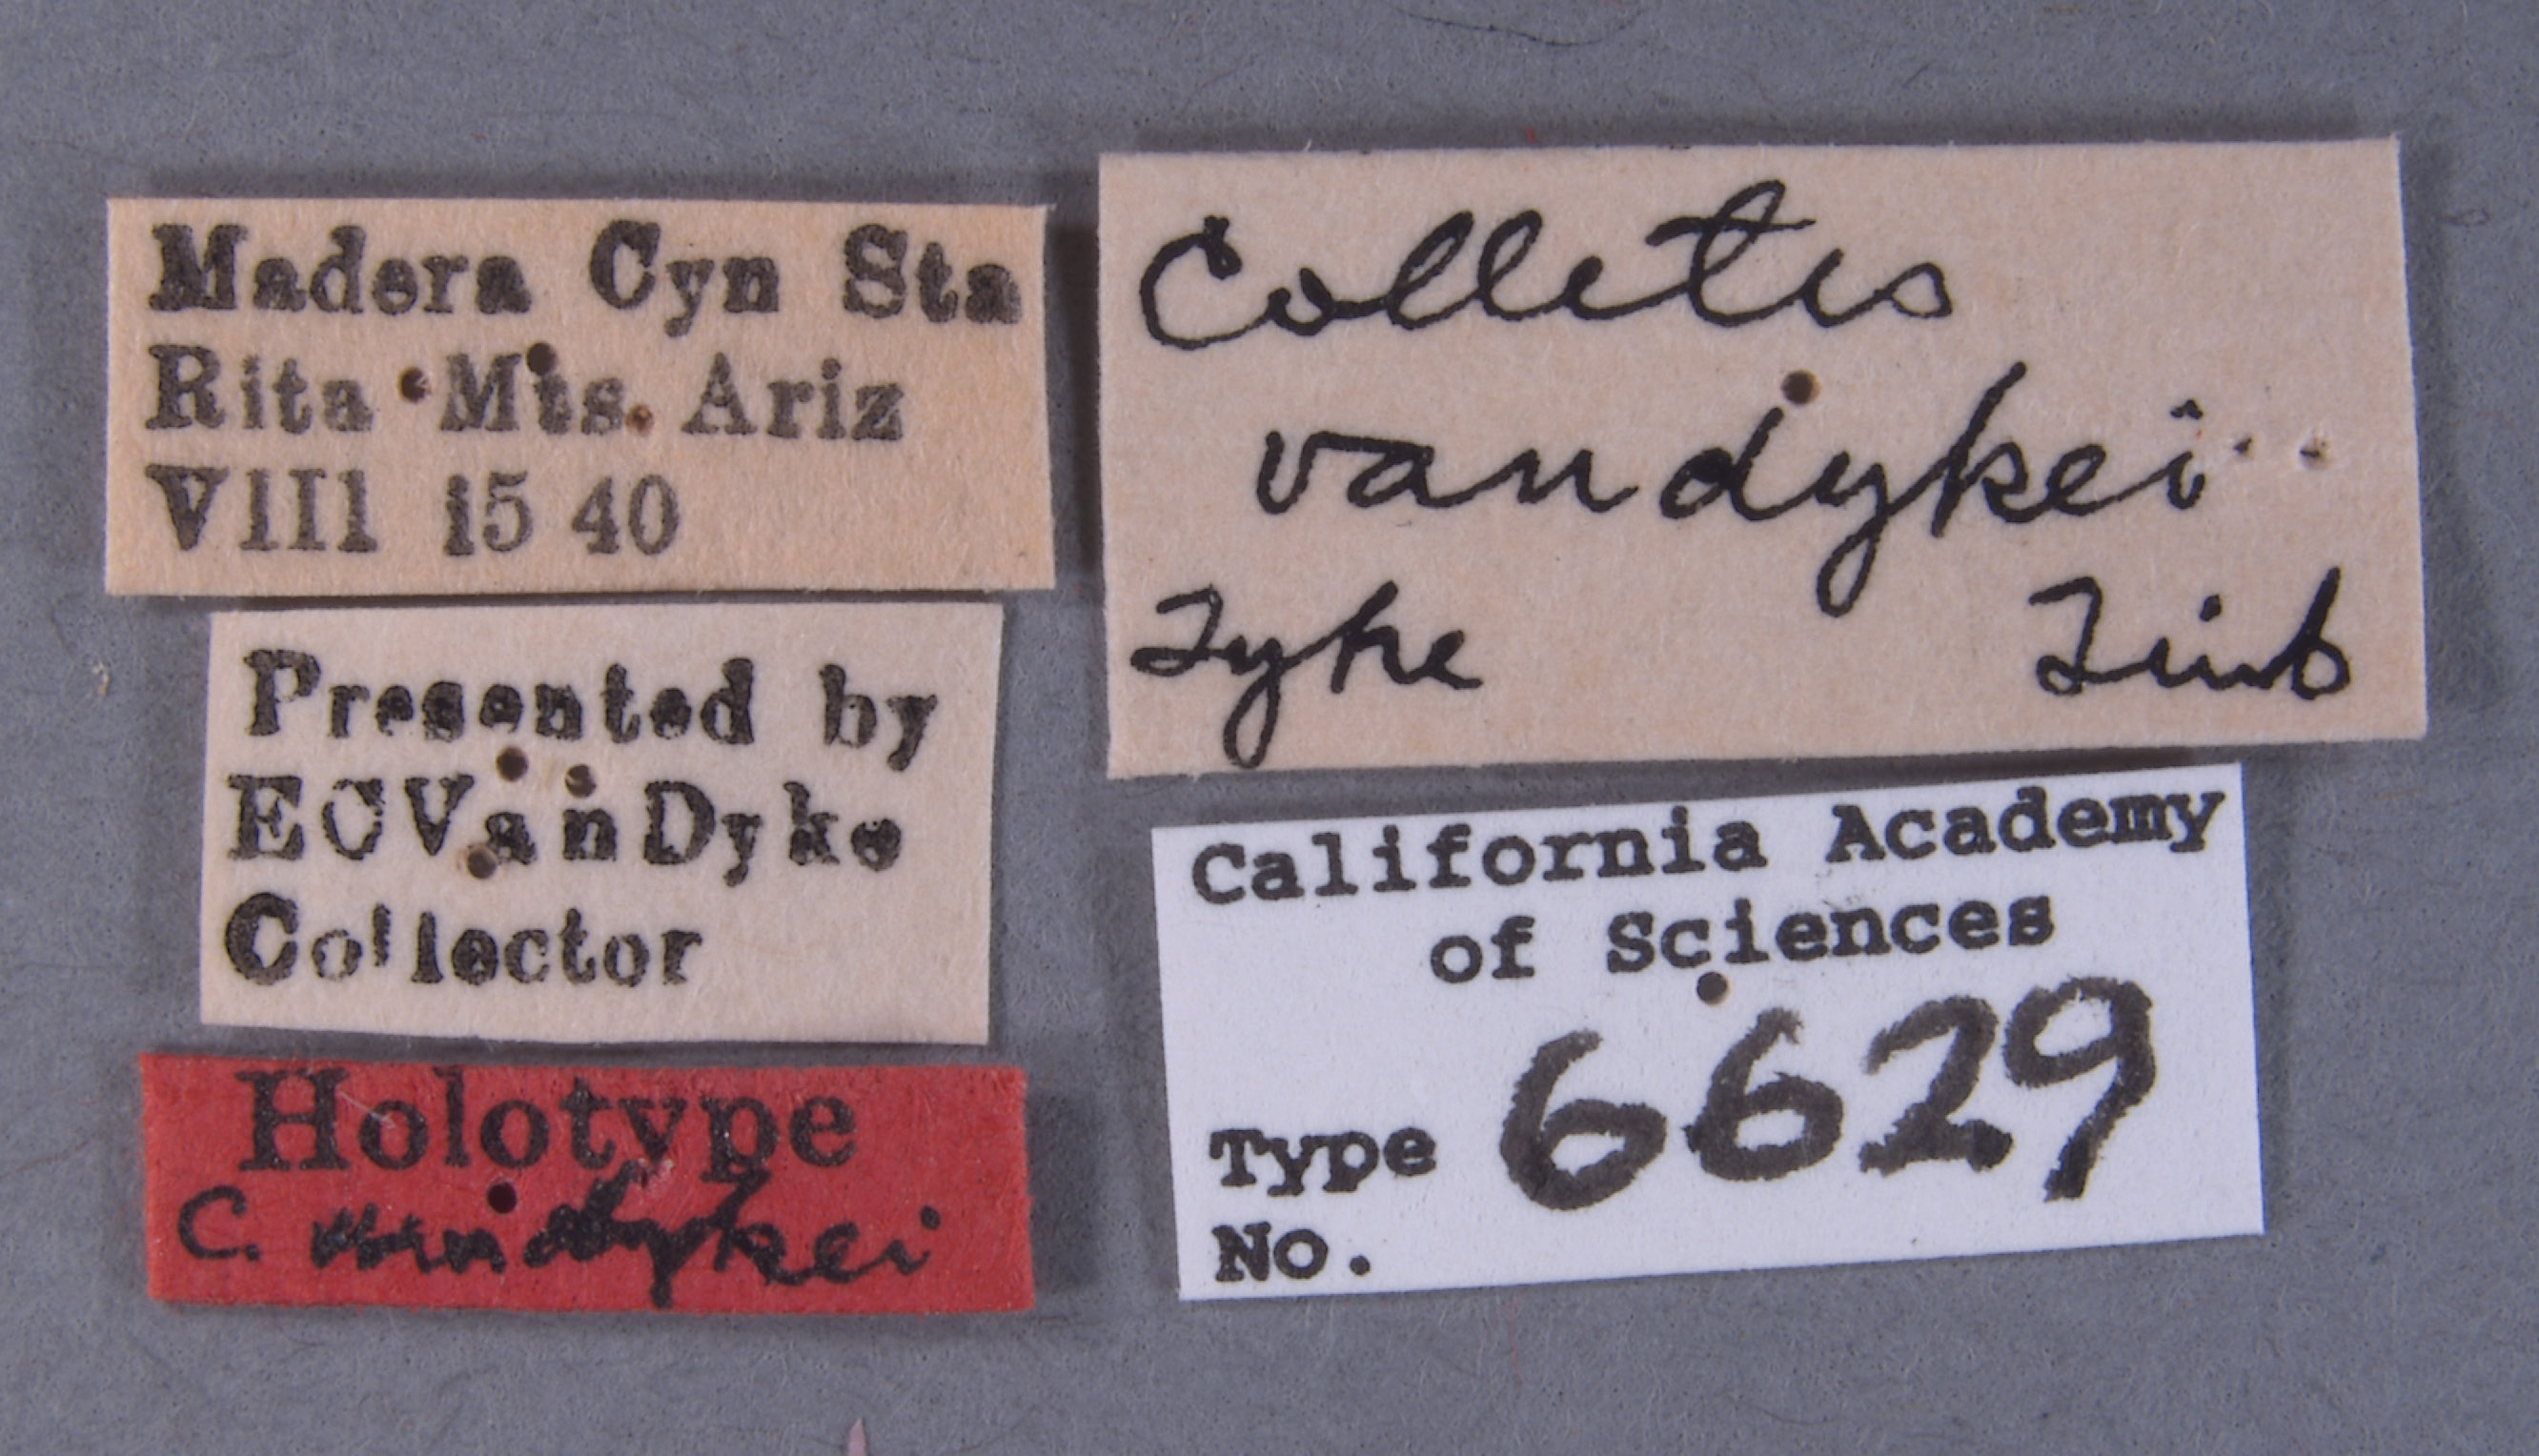 Madera Cyn Sta
Rita Mts. Ariz
VIII 15 40
Presented by
ECVanDyke
Collector
Holotype
C. vandykei
Colletes
vandykei
Type Timb
California Academy
of Sciences
Type 6629
No.